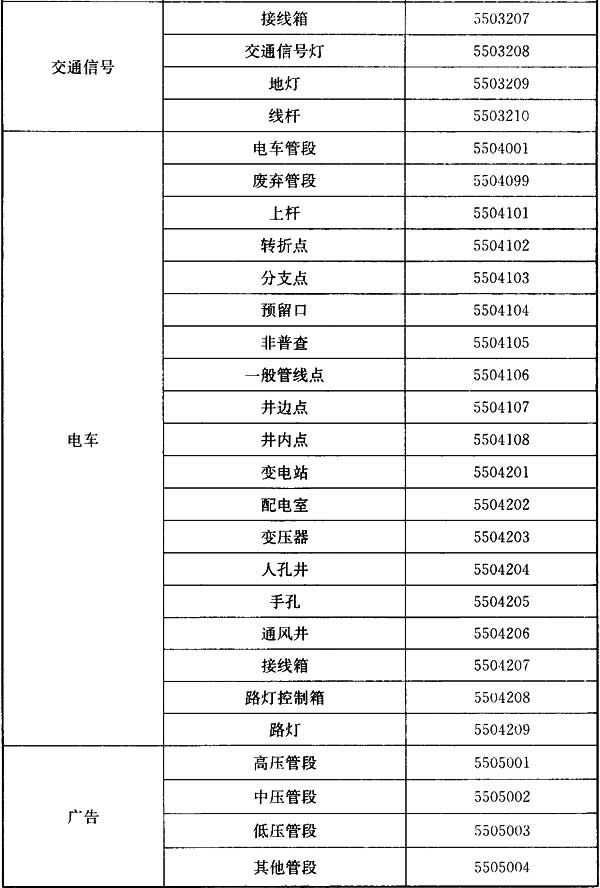 交通信号
接线箱 5503207
交通信号灯 5503208
地灯 5503209
线杆 5503210
电车
电车管段 5504001
废弃管段 5504099
上杆 5504101
转折点 5504102
分支点 5504103
预留口 5504104
非普查 5504105
一般管线点 5504106
井边点 5504107
井内点 5504108
变电站 5504201
配电室 5504202
变压器 5504203
人孔井 5504204
手孔 5504205
通风井 5504206
接线箱 5504207
路灯控制箱 5504208
路灯 5504209
广告
高压管段 5505001
中压管段 5505002
低压管段 5505003
其他管段 5505004